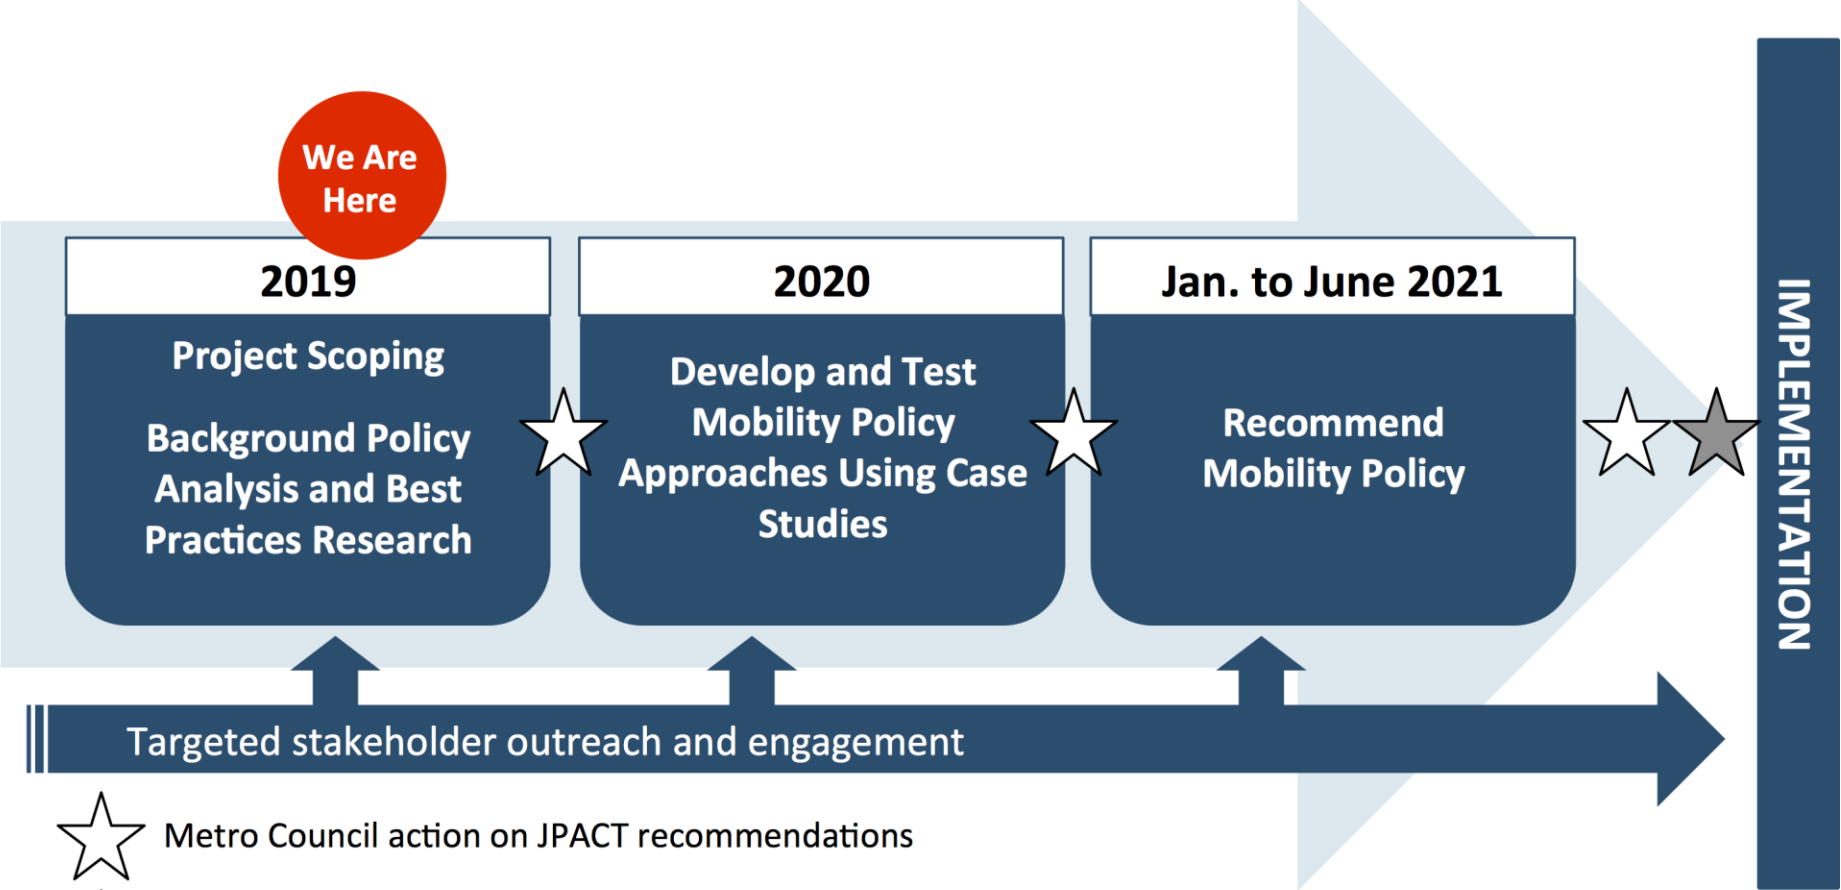 We Are
Here
2019
Project Scoping
Background Policy
Analysis and Best
Practices Research
2020
Develop and Test
Mobility Policy
Approaches Using Case
Studies
Jan. to June 2021
Recommend
Mobility Policy
IMPLEMENTATION
Targeted stakeholder outreach and engagement
Metro Council action on JPACT recommendations